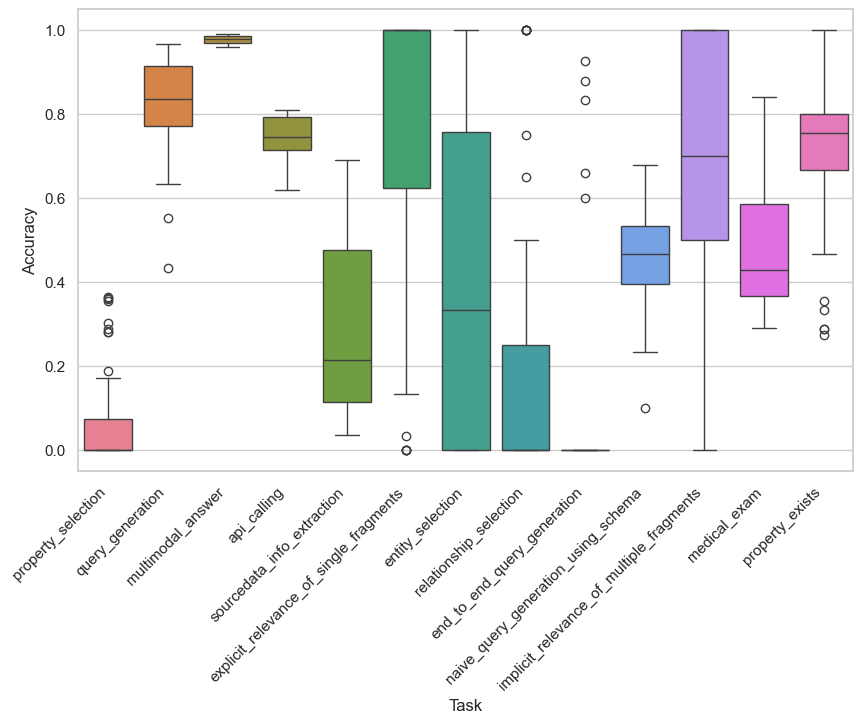 1.0
0.8
0.6
0.4
0.2
0.0
Accuracy
property_selection
query_generation
multimodal_answer
api_calling
sourcedata_info_extraction
explicit_relevance_of_single_fragments
entity_selection
relationship_selection
end_to_end_query_generation
naive_query_generation_using_schema
implicit_relevance_of_multiple_fragments
medical_exam
property_exists
Task